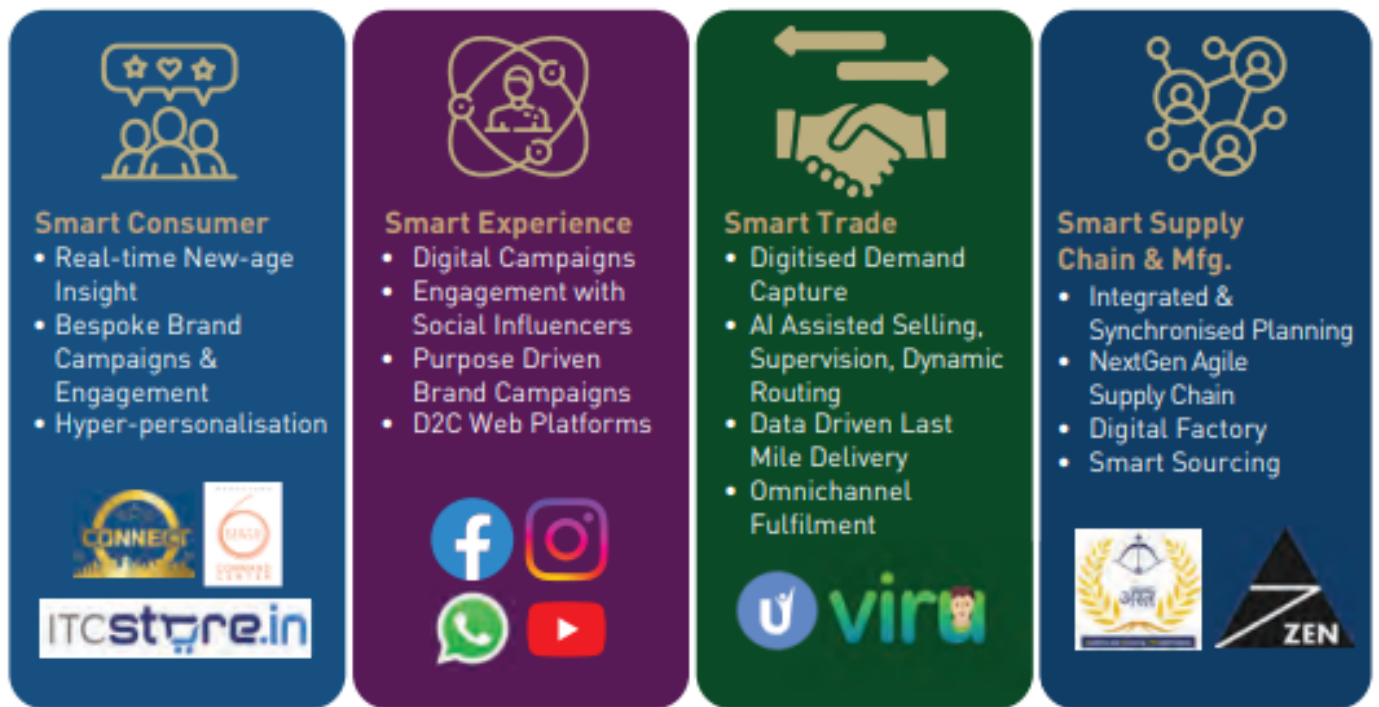 Smart Consumer
• Real-time New-age
Insight
• Bespoke Brand
Campaigns &
Engagement
• Hyper-personalisation
CONNECT
SENSE
COMMAND
CENTER
ITCstore.in
Smart Experience
• Digital Campaigns
• Engagement with
Social Influencers
• Purpose Driven
Brand Campaigns
• D2C Web Platforms
Smart Trade
• Digitised Demand
Capture
• AI Assisted Selling,
Supervision, Dynamic
Routing
• Data Driven Last
Mile Delivery
• Omnichannel
Fulfilment
viru
Smart Supply
Chain & Mfg.
• Integrated &
Synchronised Planning
• NextGen Agile
Supply Chain
• Digital Factory
• Smart Sourcing
ZEN